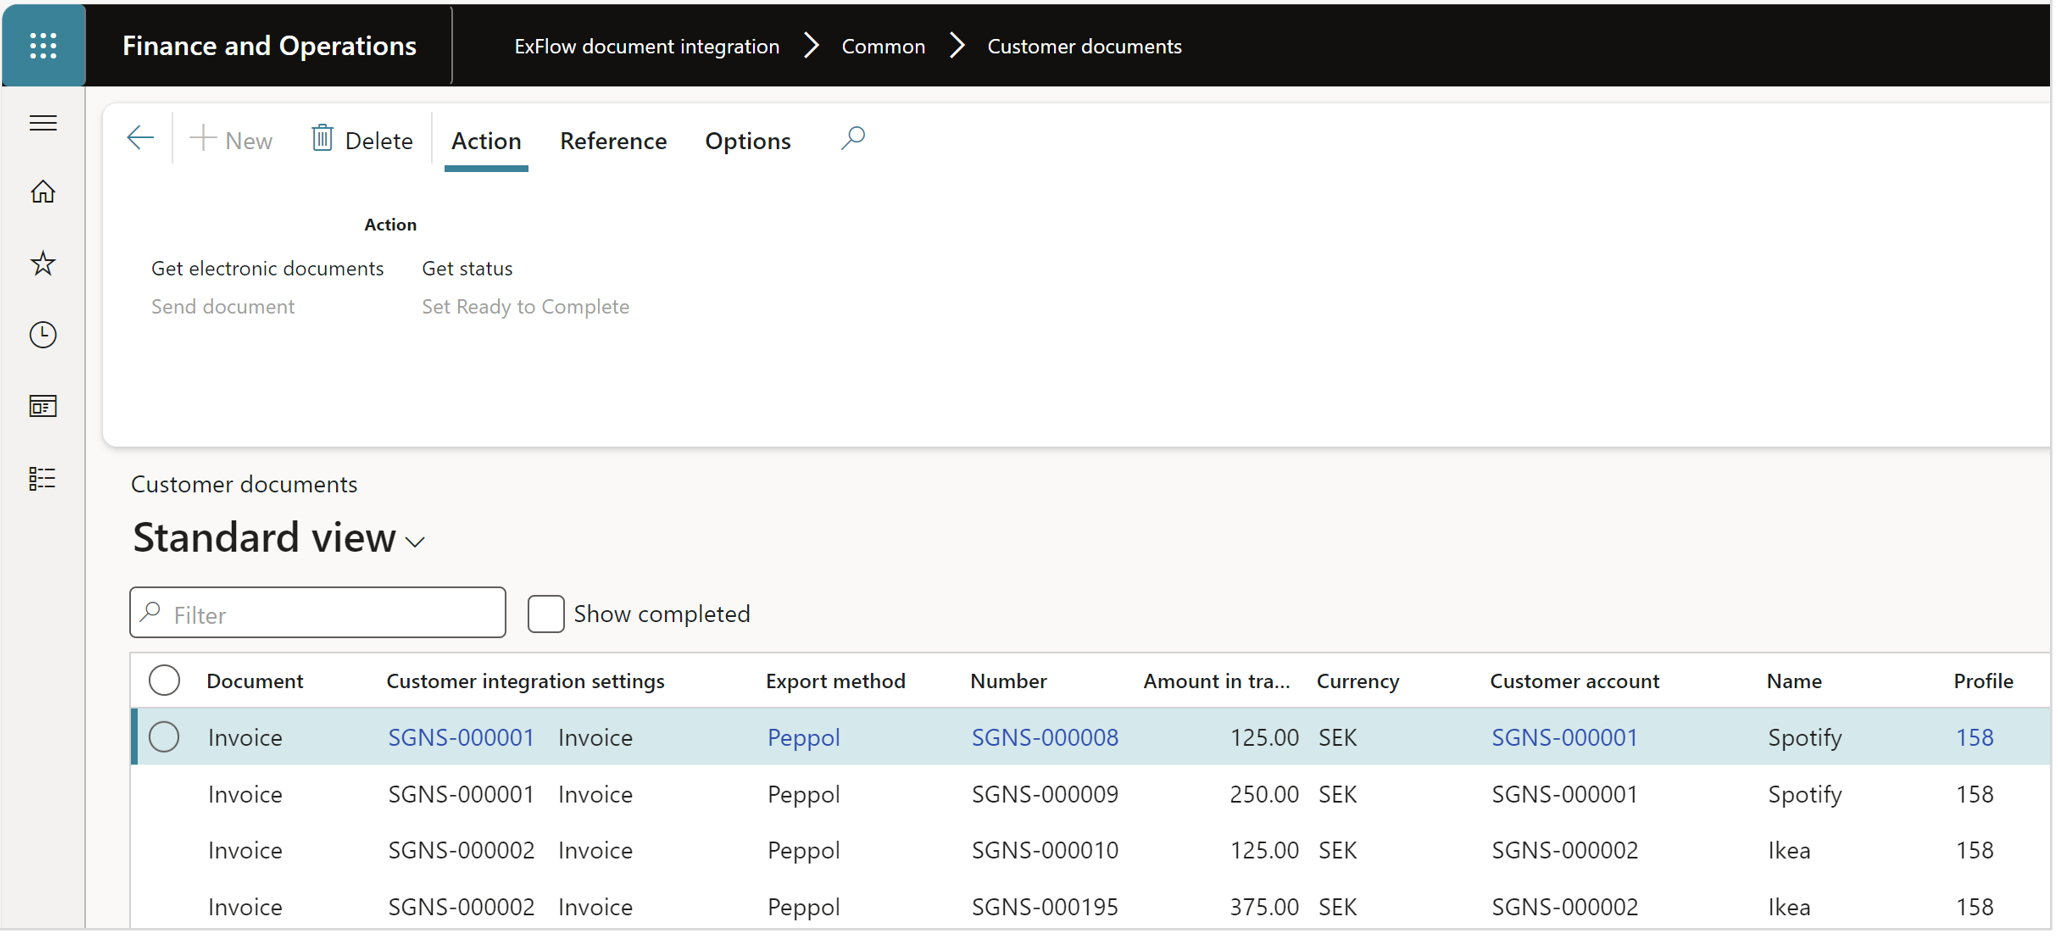 Finance and Operations ExFlow document integration Common Customer documents
New Delete Action Reference Options
Action
Get electronic documents Get status
Send document Set Ready to Complete
Customer documents
Standard view
Filter Show completed
Document Customer integration settings Export method Number Amount in tra... Currency Customer account Name Profile
Invoice SGNS-000001 Invoice Peppol SGNS-000008 125.00 SEK SGNS-000001 Spotify 158
Invoice SGNS-000001 Invoice Peppol SGNS-000009 250.00 SEK SGNS-000001 Spotify 158
Invoice SGNS-000002 Invoice Peppol SGNS-000010 125.00 SEK SGNS-000002 Ikea 158
Invoice SGNS-000002 Invoice Peppol SGNS-000195 375.00 SEK SGNS-000002 Ikea 158